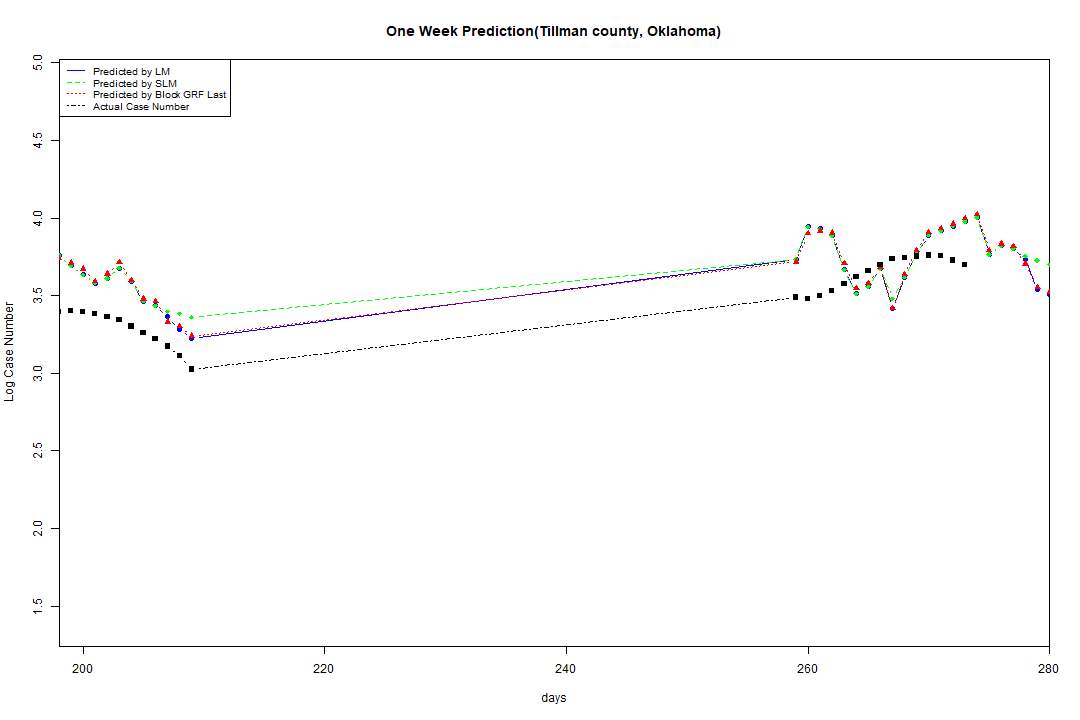 One Week Prediction(Tillman county, Oklahoma)
Predicted by LM
Predicted by SLM
Predicted by Block GRF Last
Actual Case Number
5.0
4.5
4.0
3.5
3.0
2.5
2.0
1.5
Log Case Number
200
220
240
260
280
days